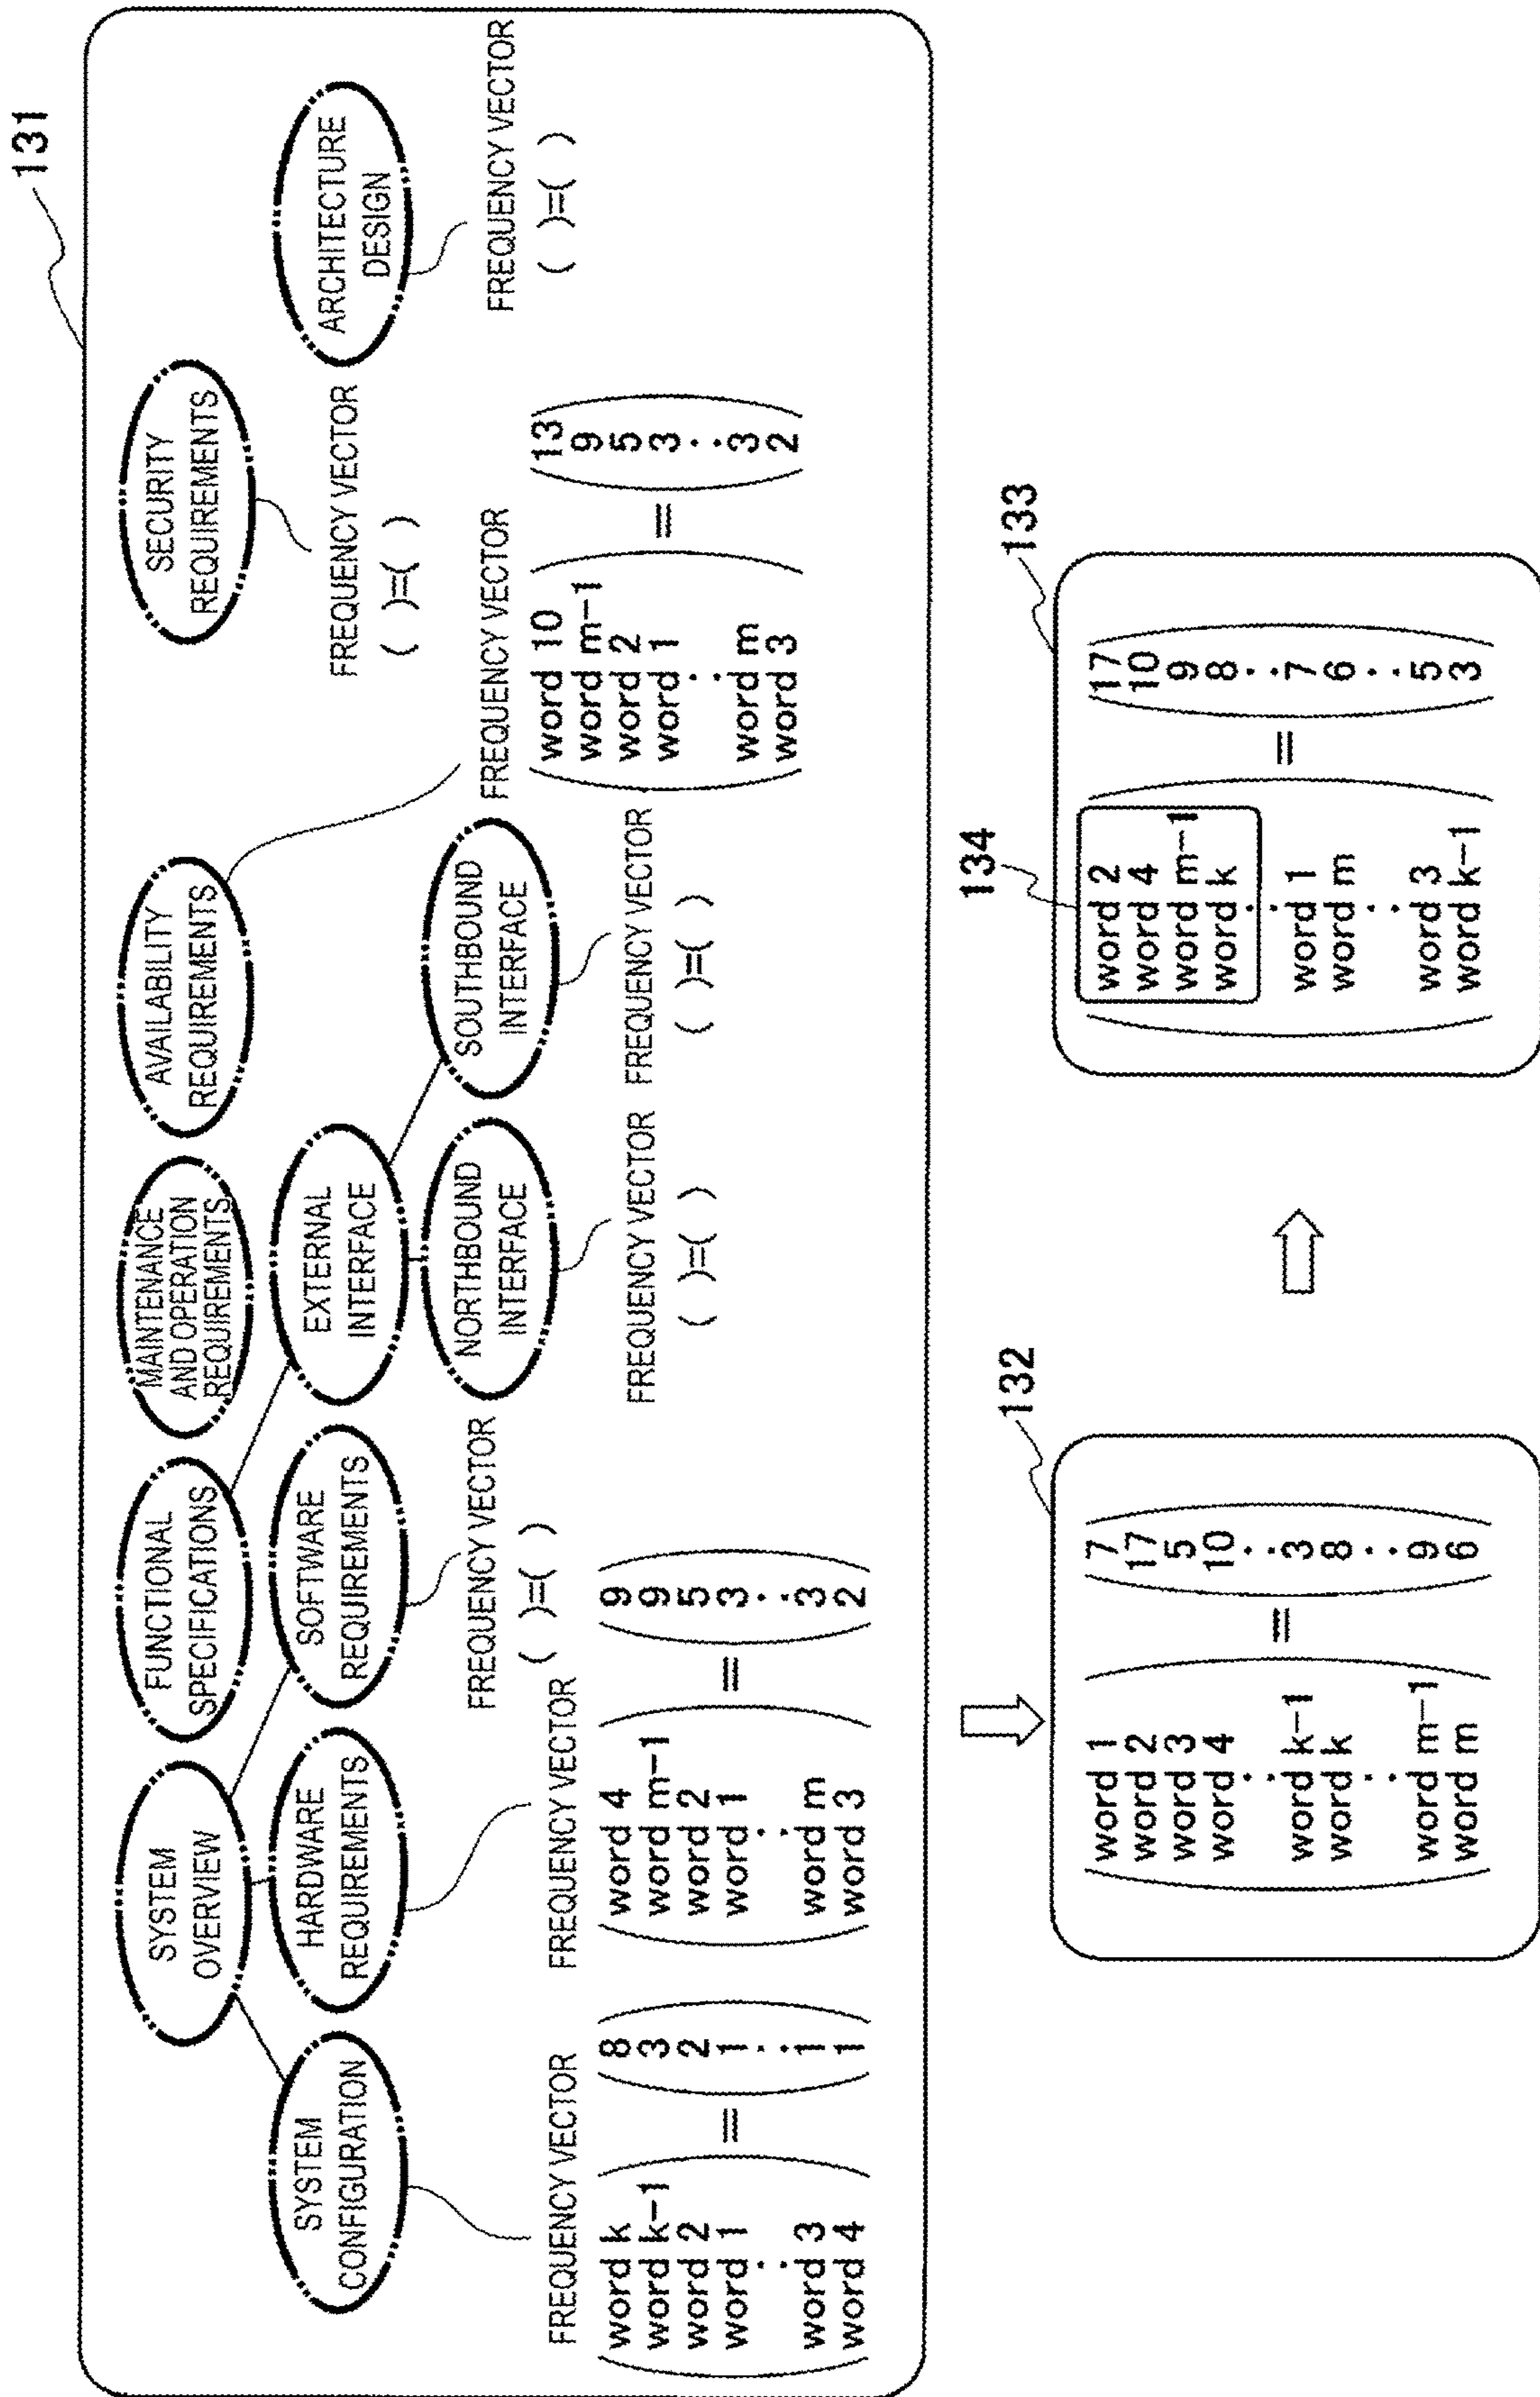 131
SYSTEM
OVERVIEW
FUNCTIONAL
SPECIFICATIONS
MAINTENANCE
AND OPERATION
REQUIREMENTS
AVAILABILITY
REQUIREMENTS
SECURITY
REQUIREMENTS
SYSTEM
CONFIGURATION
HARDWARE
REQUIREMENTS
SOFTWARE
REQUIREMENTS
EXTERNAL
INTERFACE
ARCHITECTURE
DESIGN
NORTHBOUND
INTERFACE
SOUTHBOUND
INTERFACE
FREQUENCY VECTOR
( )=( )
FREQUENCY VECTOR
( )=( )
FREQUENCY VECTOR
( )=( )
FREQUENCY VECTOR
( )=( )
FREQUENCY VECTOR
( )=( )
FREQUENCY VECTOR
word k
word k-1
word 2
word 1
:
word 3
word 4
=
8
3
2
1
:
1
1
FREQUENCY VECTOR
word 4
word m-1
word 2
word 1
:
word m
word 3
=
9
9
5
3
:
3
2
FREQUENCY VECTOR
word 10
word m-1
word 2
word 1
:
word m
word 3
=
13
9
5
3
:
3
2
132
word 1
word 2
word 3
word 4
:
word k-1
word k
:
word m-1
word m
=
7
17
5
10
:
3
8
:
9
6
133
134
word 2
word 4
word m-1
word k
:
word 1
word m
:
word 3
word k-1
=
17
10
9
8
:
7
6
:
5
3